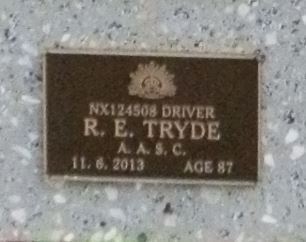 NX124508 DRIVER
R. E. TRYDE
A. A. S. C.
11. 6. 2013 AGE 87